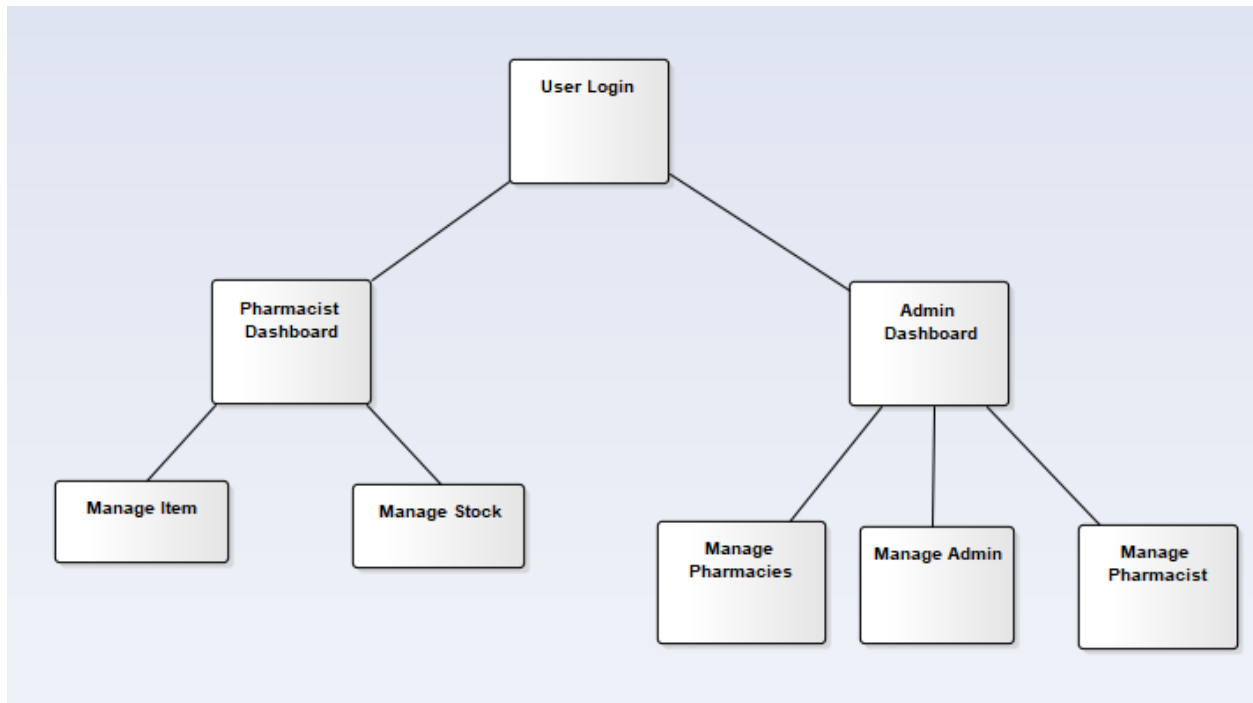 User Login
Pharmacist
Dashboard
Admin
Dashboard
Manage Item
Manage Stock
Manage
Pharmacies
Manage Admin
Manage
Pharmacist